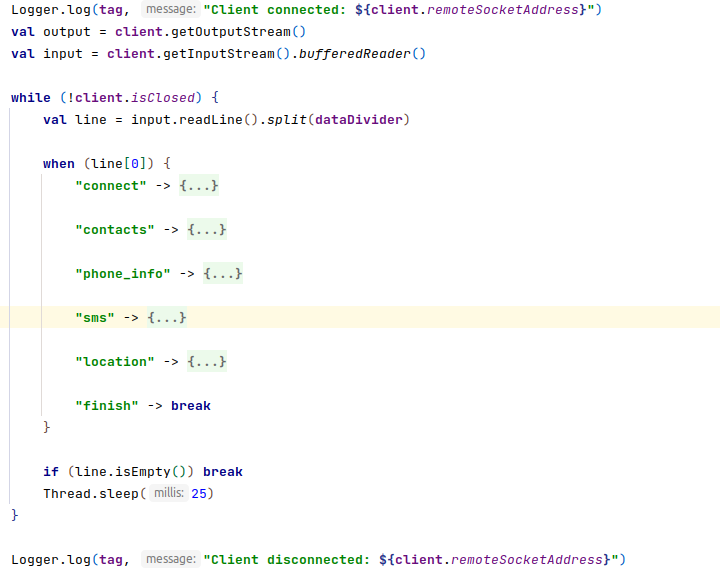 Logger.log(tag, message: "Client connected: ${client.remoteSocketAddress}")
val output = client.getOutputStream()
val input = client.getInputStream().bufferedReader()
while (!client.isClosed) {
val line = input.readLine().split(dataDivider)
when (line[0]) {
"connect" -> {...}
"contacts" -> {...}
"phone_info" -> {...}
"sms" -> {...}
"location" -> {...}
"finish" -> break
}
if (line.isEmpty()) break
Thread.sleep( millis: 25)
}
Logger.log(tag, message: "Client disconnected: ${client.remoteSocketAddress}")